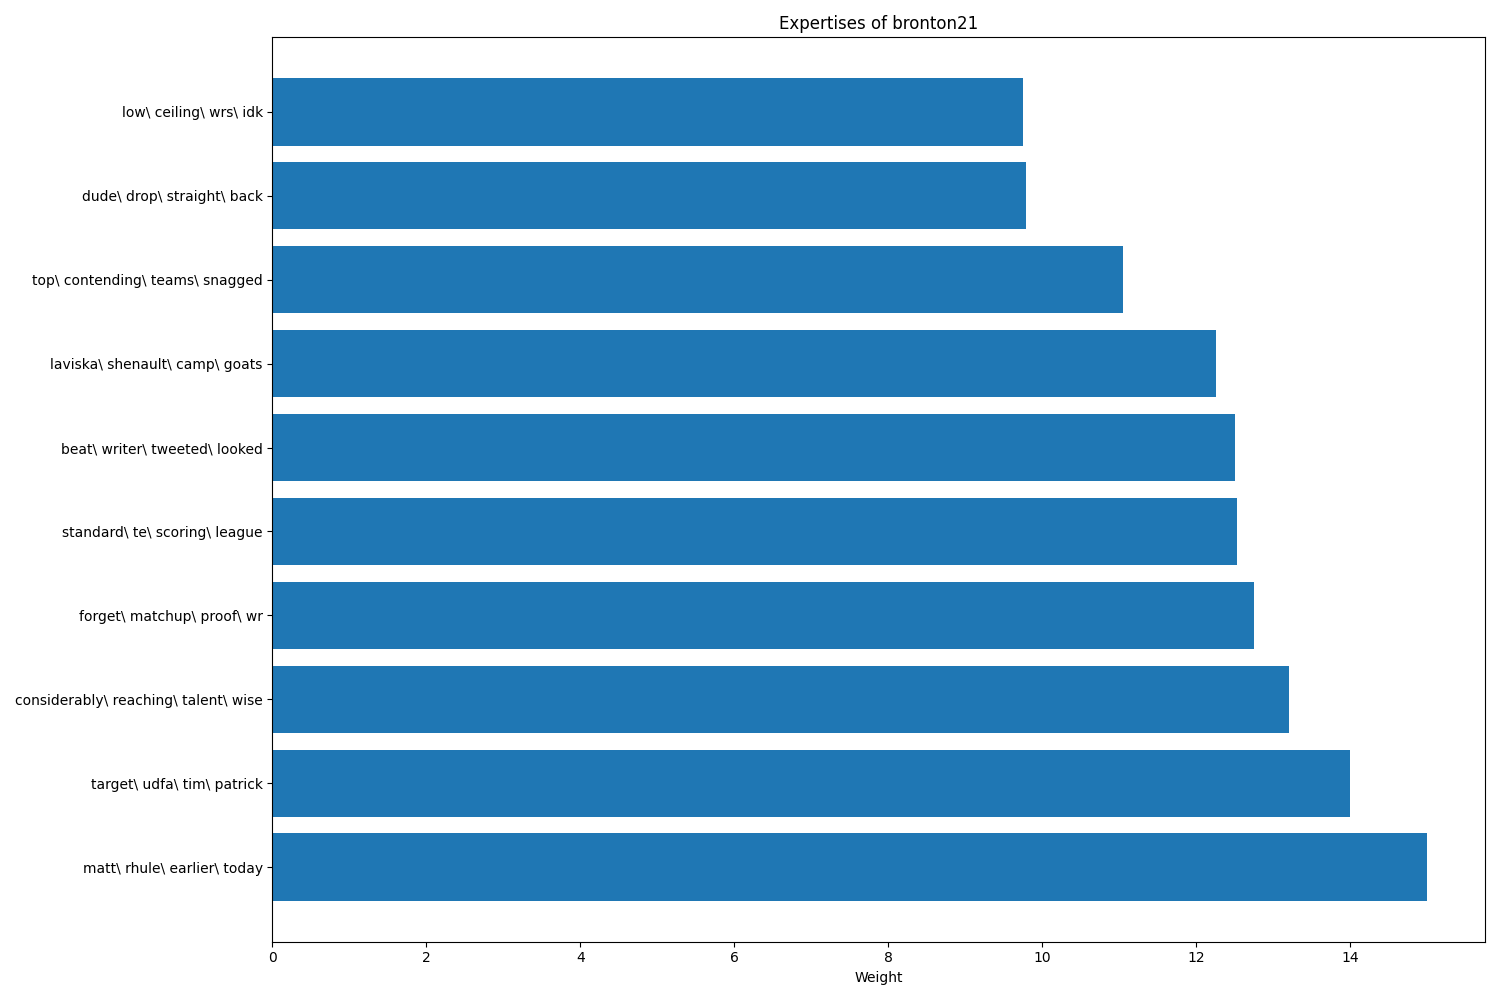 Expertises of bronton21
low\ ceiling\ wrs\ idk
dude\ drop\ straight\ back
top\ contending\ teams\ snagged
laviska\ shenault\ camp\ goats
beat\ writer\ tweeted\ looked
standard\ te\ scoring\ league
forget\ matchup\ proof\ wr
considerably\ reaching\ talent\ wise
target\ udfa\ tim\ patrick
matt\ rhule\ earlier\ today
0 2 4 6 8 10 12 14
Weight